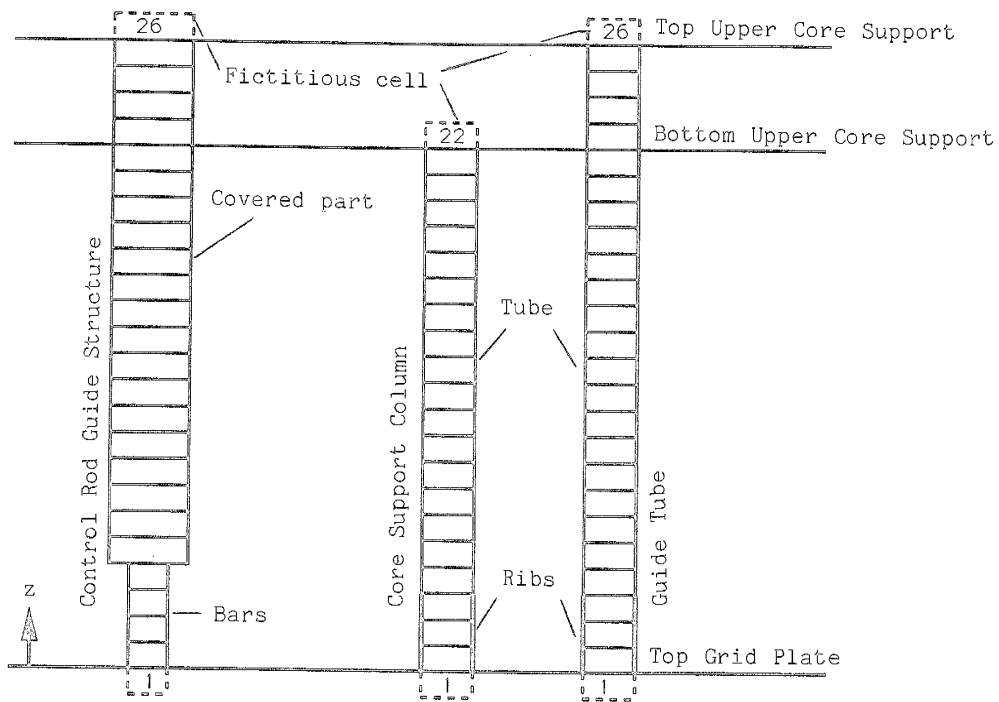 26
26
Top Upper Core Support
Fictitious cell
22
Bottom Upper Core Support
Covered part
Control Rod Guide Structure
Tube
Core Support Column
Guide Tube
z
Ribs
Bars
Top Grid Plate
1
1
1